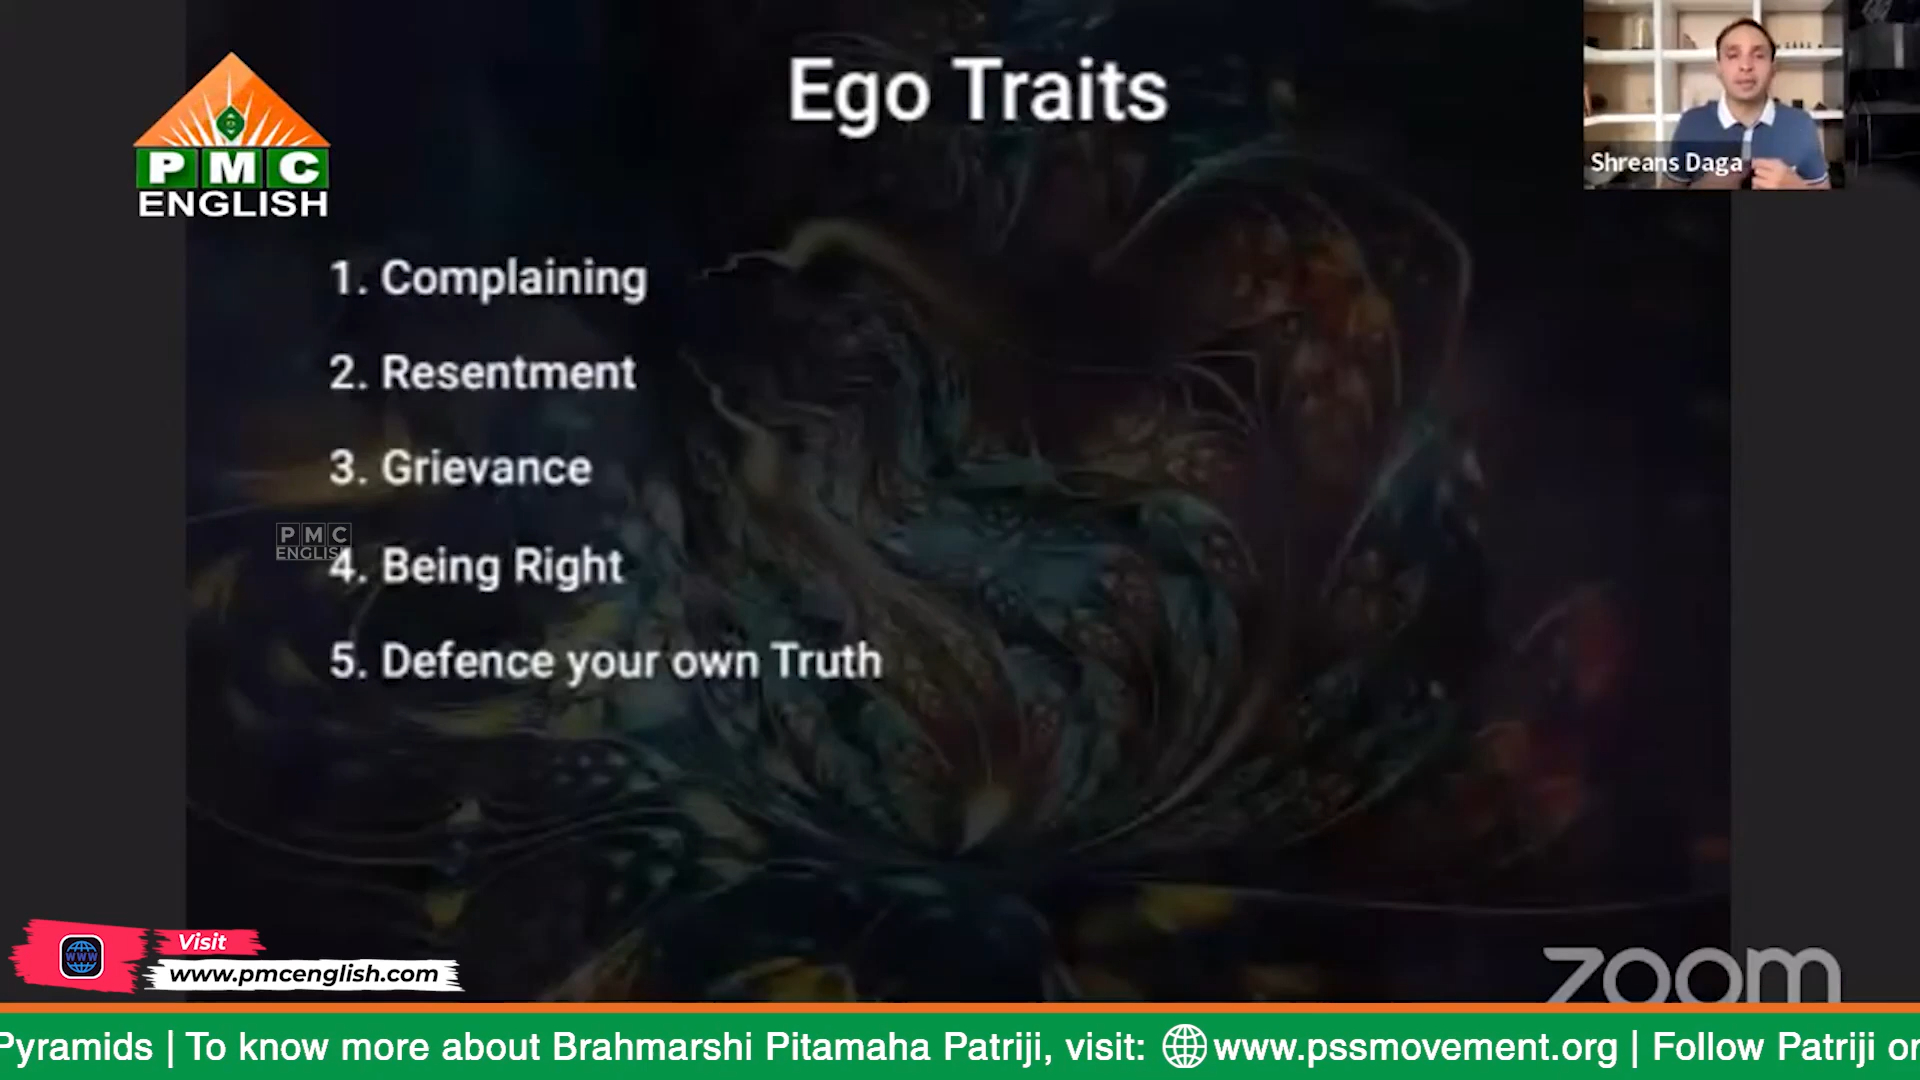 Ego Traits
PMC
ENGLISH
Shreans Daga
1. Complaining
2. Resentment
3. Grievance
PMC
ENGLISH
4. Being Right
5. Defence your own Truth
Visit
www
www.pmcenglish.com
zoom
Pyramids | To know more about Brahmarshi Pitamaha Patriji, visit: www.pssmovement.org | Follow Patriji or